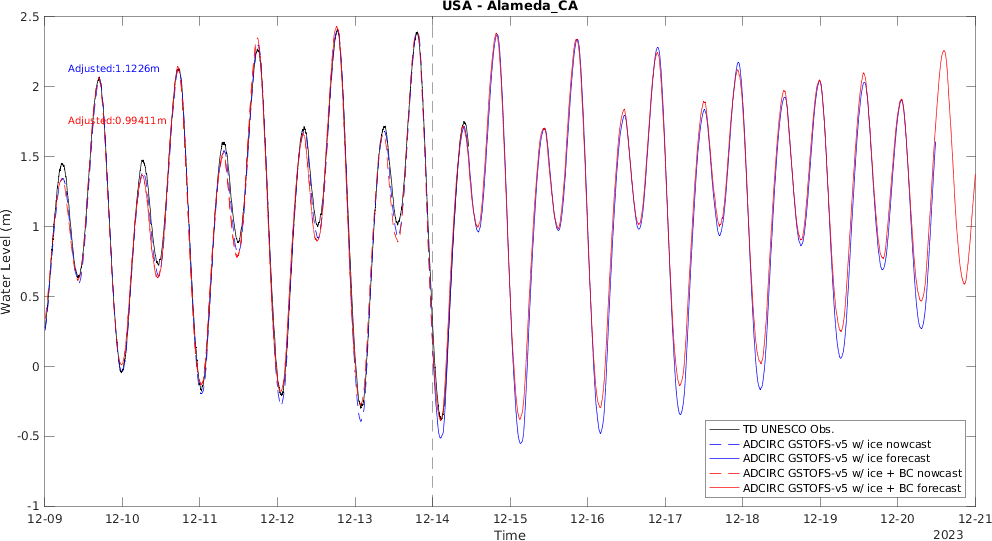 USA - Alameda_CA
Water Level (m)
2.5
2
1.5
1
0.5
0
-0.5
-1
Adjusted:1.1226m
Adjusted:0.99411m
TD UNESCO Obs.
ADCIRC GSTOFS-v5 w/ ice nowcast
ADCIRC GSTOFS-v5 w/ ice forecast
ADCIRC GSTOFS-v5 w/ ice + BC nowcast
ADCIRC GSTOFS-v5 w/ ice + BC forecast
12-09 12-10 12-11 12-12 12-13 12-14 12-15 12-16 12-17 12-18 12-19 12-20 12-21
Time
2023